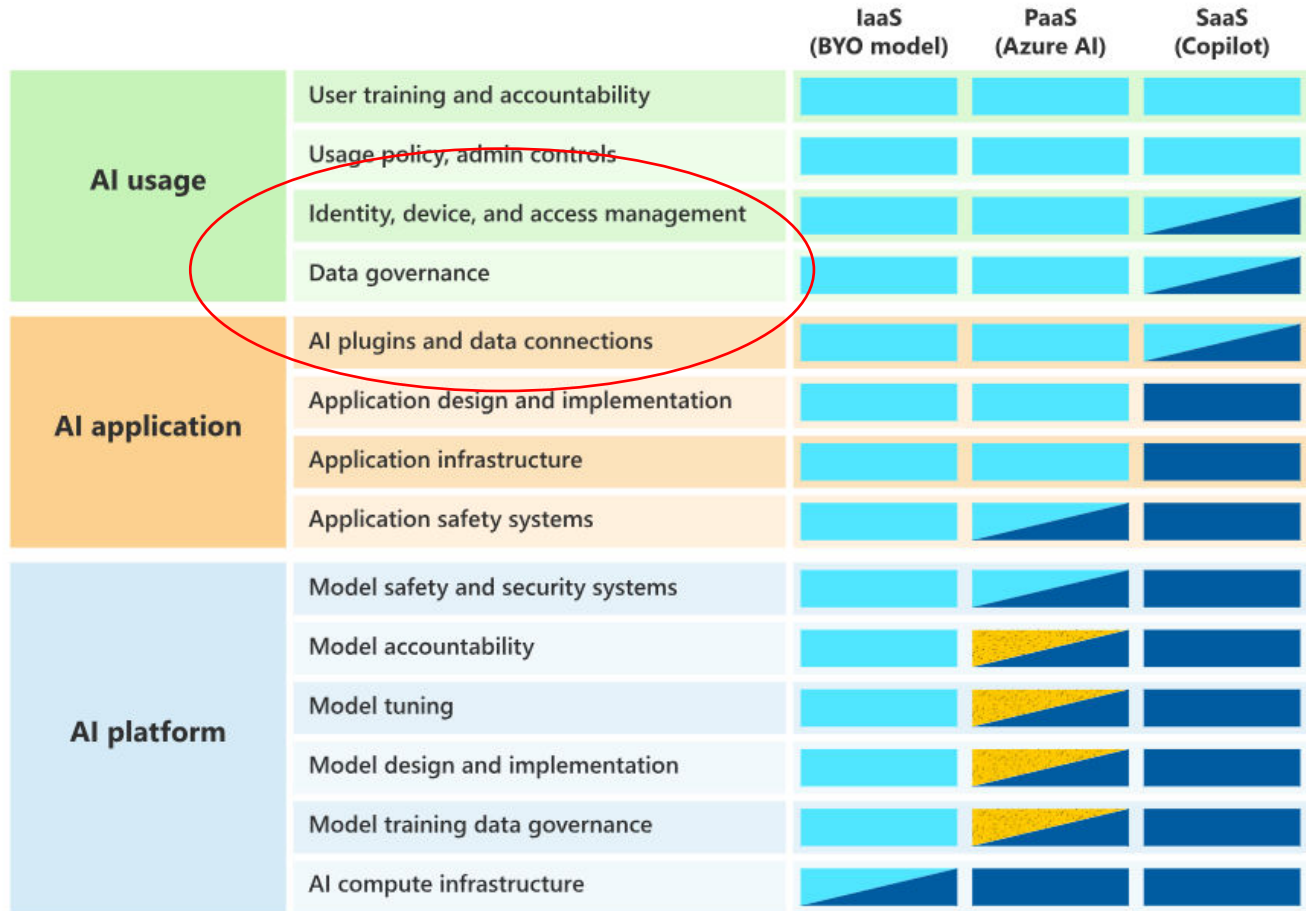 IaaS
(BYO model)
PaaS
(Azure AI)
SaaS
(Copilot)
AI usage
User training and accountability
Usage policy, admin controls
Identity, device, and access management
Data governance
AI application
AI plugins and data connections
Application design and implementation
Application infrastructure
Application safety systems
AI platform
Model safety and security systems
Model accountability
Model tuning
Model design and implementation
Model training data governance
AI compute infrastructure